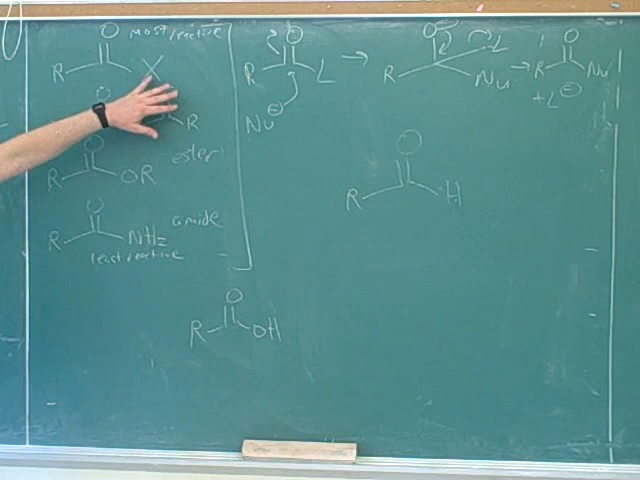 O most reactive
R X
O
R
O ester
R OR
O amide
R NH2
least reactive
O
R L
Nu⊖
→
O⊖
R L
Nu
→
O
R Nu
+ L⊖
O
R H
O
R OH